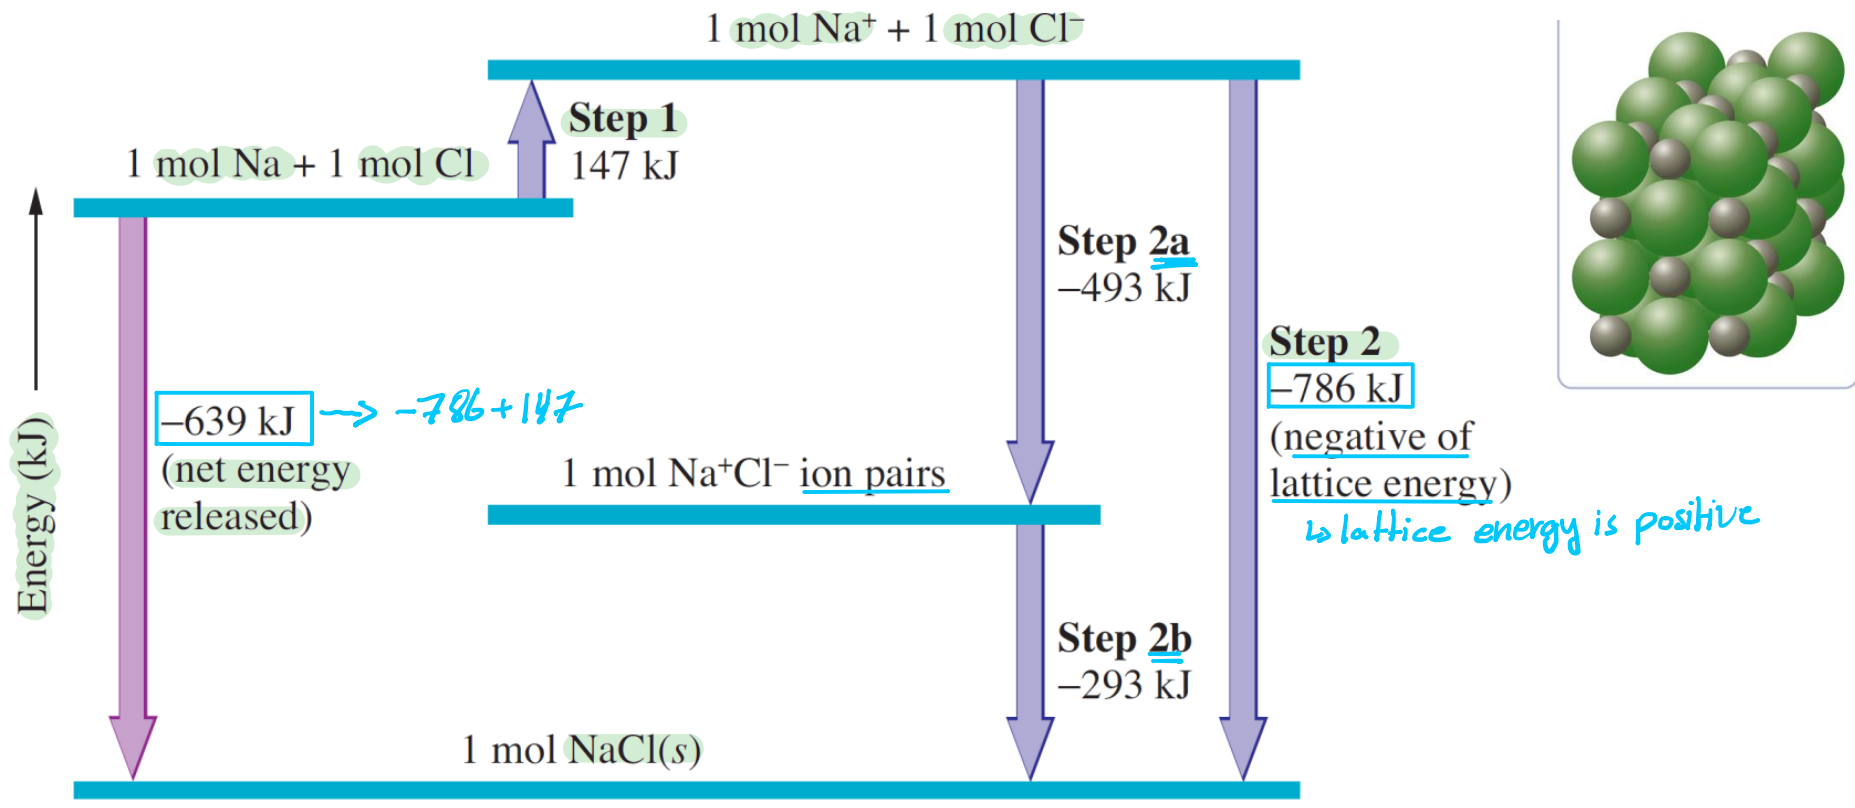 1 mol Na⁺ + 1 mol Cl⁻
Step 1
147 kJ
1 mol Na + 1 mol Cl
Step 2a
–493 kJ
Step 2
–786 kJ
(negative of
lattice energy)
↳ lattice energy is positive
–639 kJ → -786+147
(net energy
released)
Energy (kJ)
1 mol Na⁺Cl⁻ ion pairs
Step 2b
–293 kJ
1 mol NaCl(s)